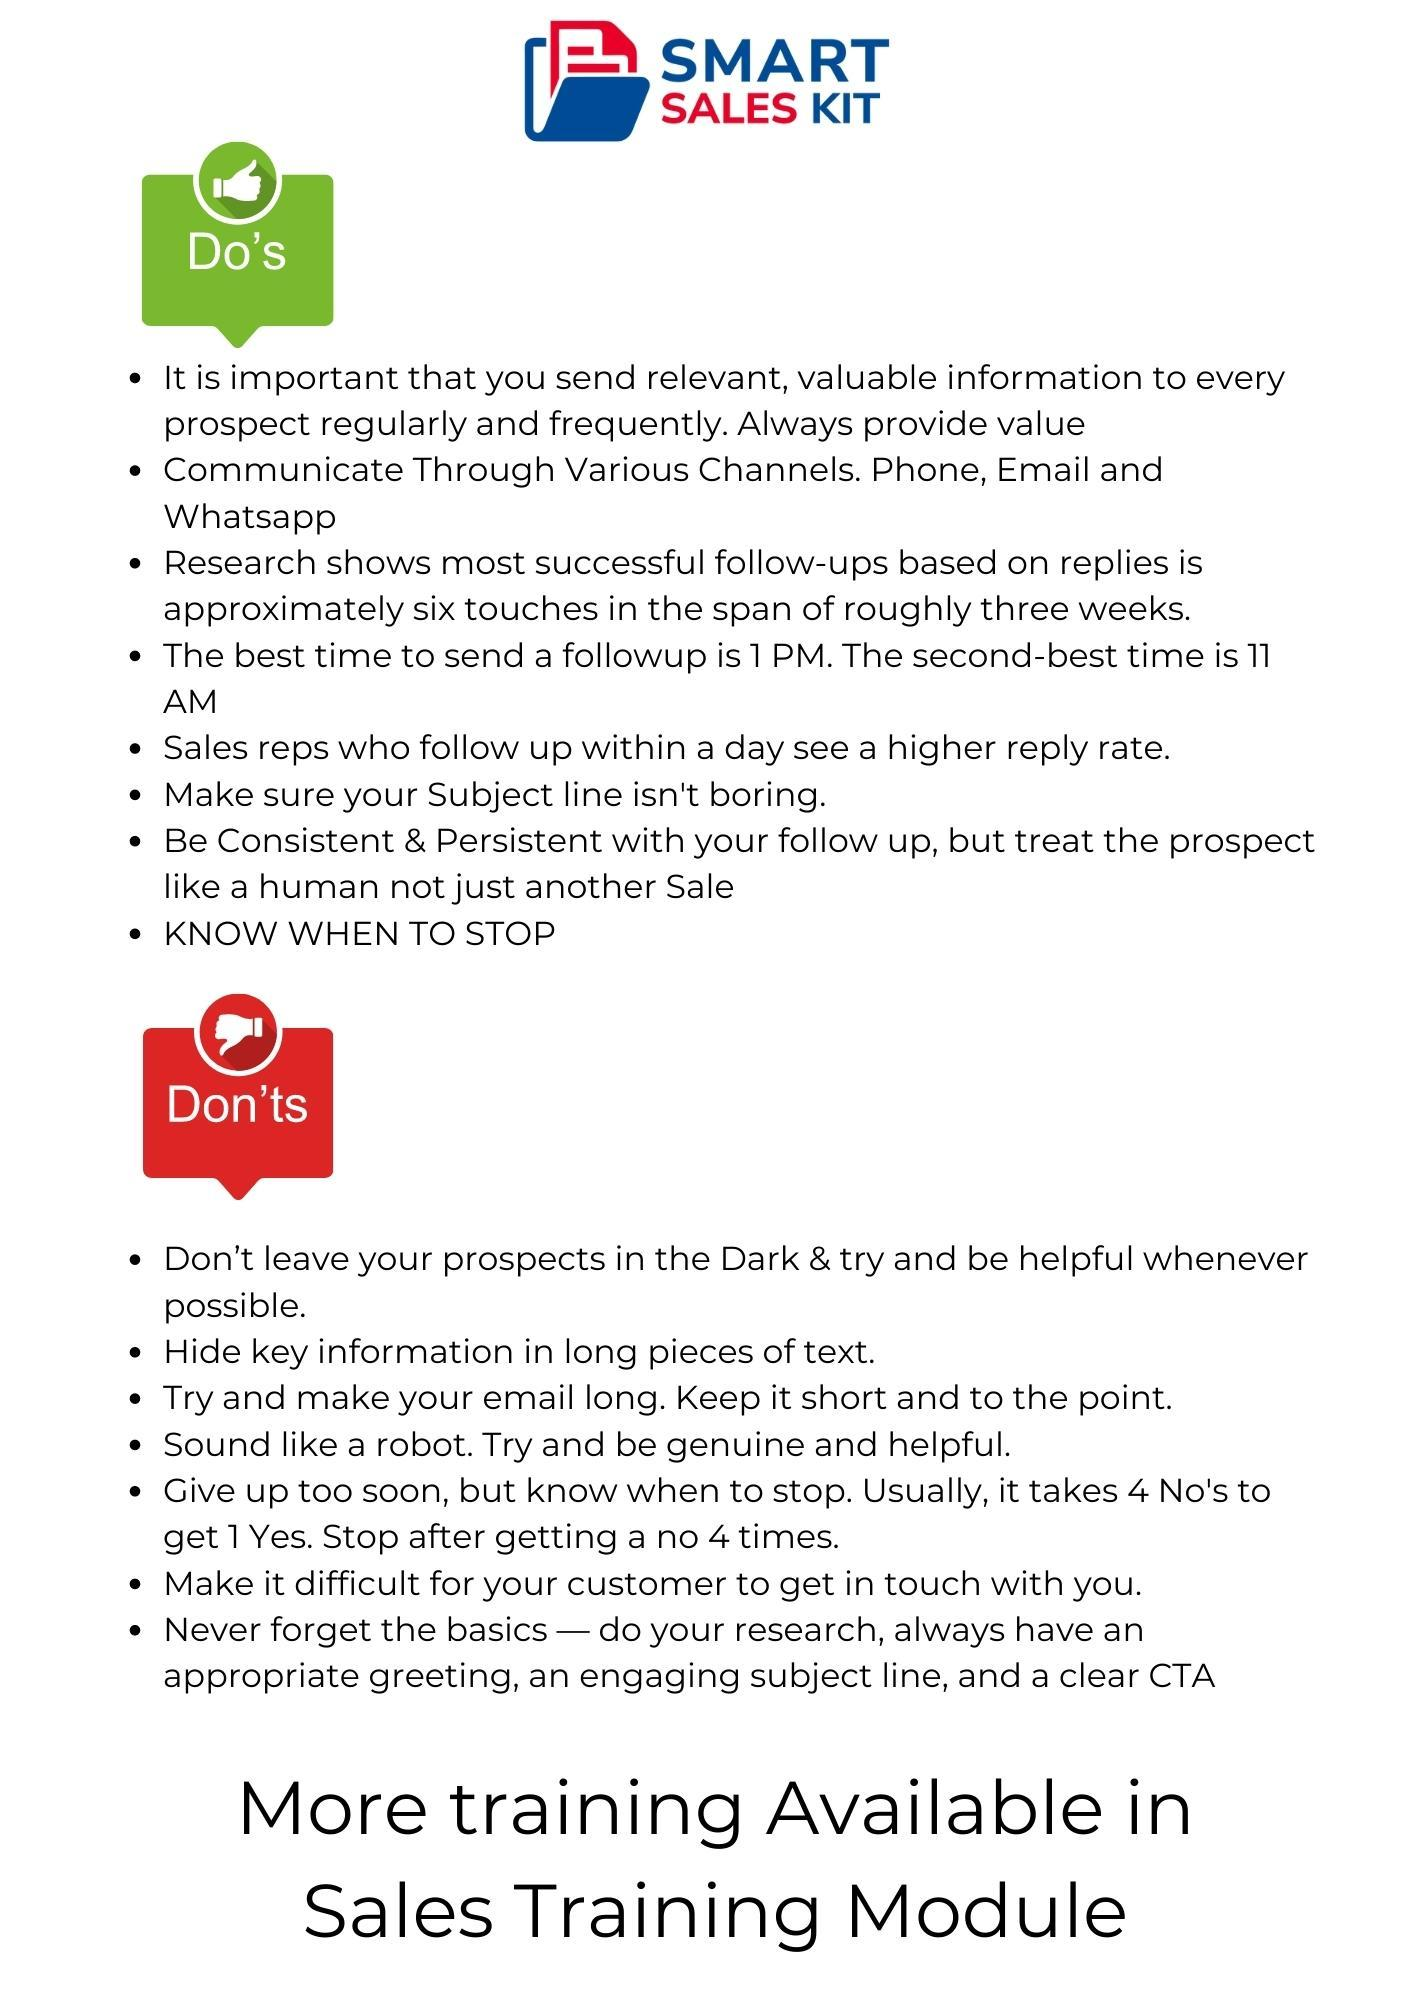 SMART
SALES KIT
Do’s
It is important that you send relevant, valuable information to every
prospect regularly and frequently. Always provide value
Communicate Through Various Channels. Phone, Email and
Whatsapp
Research shows most successful follow-ups based on replies is
approximately six touches in the span of roughly three weeks.
The best time to send a followup is 1 PM. The second-best time is 11
AM
Sales reps who follow up within a day see a higher reply rate.
Make sure your Subject line isn't boring.
Be Consistent & Persistent with your follow up, but treat the prospect
like a human not just another Sale
KNOW WHEN TO STOP
Don’ts
Don’t leave your prospects in the Dark & try and be helpful whenever
possible.
Hide key information in long pieces of text.
Try and make your email long. Keep it short and to the point.
Sound like a robot. Try and be genuine and helpful.
Give up too soon, but know when to stop. Usually, it takes 4 No's to
get 1 Yes. Stop after getting a no 4 times.
Make it difficult for your customer to get in touch with you.
Never forget the basics — do your research, always have an
appropriate greeting, an engaging subject line, and a clear CTA
More training Available in
Sales Training Module